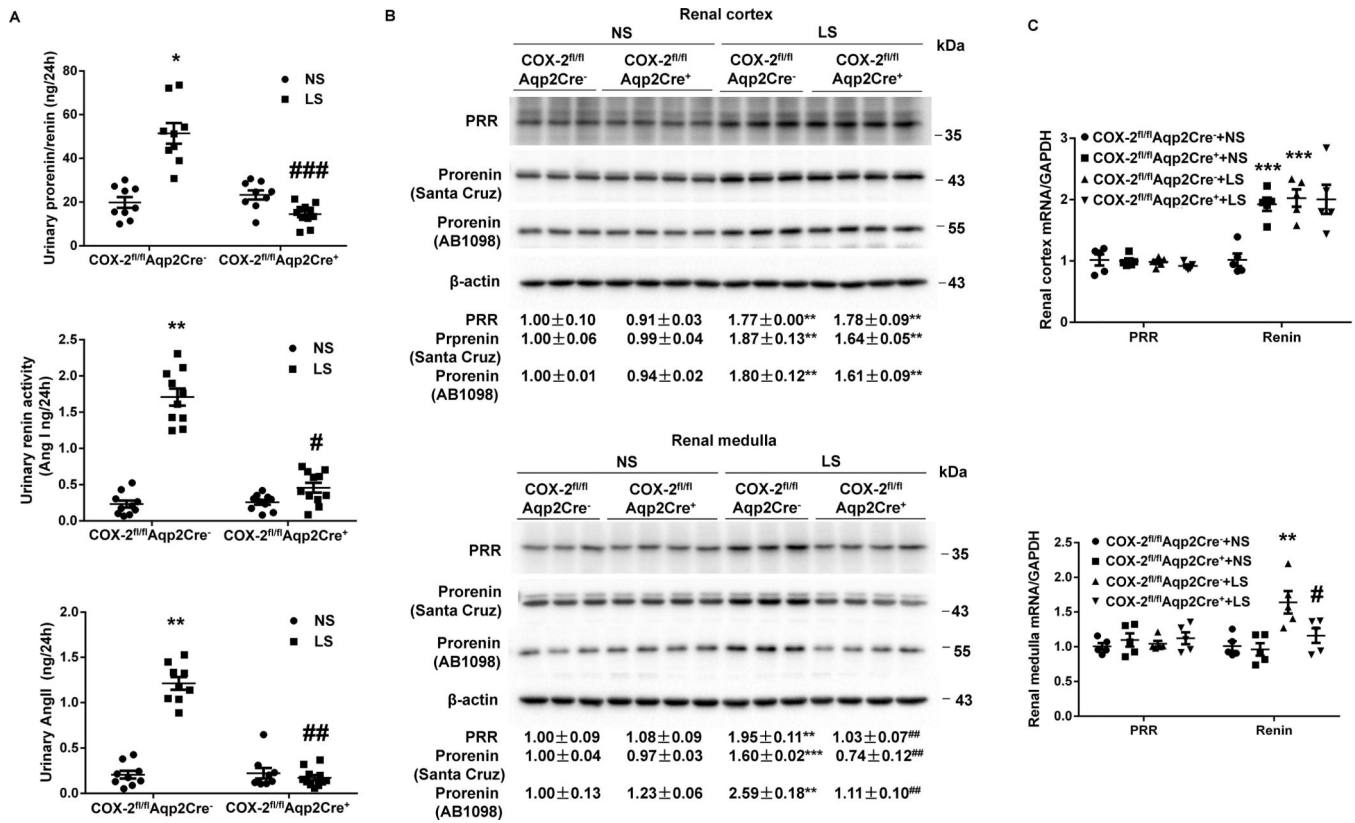 A
Urinary prorenin/renin (ng/24h)
80
60
40
20
0
*
NS
LS
###
COX-2fl/flAqp2Cre-
COX-2fl/flAqp2Cre+
Urinary renin activity
(Ang I ng/24h)
2.5
2.0
1.5
1.0
0.5
0.0
**
NS
LS
#
COX-2fl/flAqp2Cre-
COX-2fl/flAqp2Cre+
Urinary AngII (ng/24h)
2.0
1.5
1.0
0.5
0.0
**
NS
LS
##
COX-2fl/flAqp2Cre-
COX-2fl/flAqp2Cre+
B
Renal cortex
NS LS
kDa
COX-2fl/fl COX-2fl/fl COX-2fl/fl COX-2fl/fl
Aqp2Cre- Aqp2Cre+ Aqp2Cre- Aqp2Cre+
PRR
- 35
Prorenin
(Santa Cruz)
- 43
Prorenin
(AB1098)
- 55
β-actin
- 43
PRR 1.00±0.10 0.91±0.03 1.77±0.00** 1.78±0.09**
Prprenin 1.00±0.06 0.99±0.04 1.87±0.13** 1.64±0.05**
(Santa Cruz)
Prorenin 1.00±0.01 0.94±0.02 1.80±0.12** 1.61±0.09**
(AB1098)
Renal medulla
NS LS
kDa
COX-2fl/fl COX-2fl/fl COX-2fl/fl COX-2fl/fl
Aqp2Cre- Aqp2Cre+ Aqp2Cre- Aqp2Cre+
PRR
- 35
Prorenin
(Santa Cruz)
- 43
Prorenin
(AB1098)
- 55
β-actin
- 43
PRR 1.00±0.09 1.08±0.09 1.95±0.11** 1.03±0.07##
Prorenin 1.00±0.04 0.97±0.03 1.60±0.02*** 0.74±0.12##
(Santa Cruz)
Prorenin 1.00±0.13 1.23±0.06 2.59±0.18** 1.11±0.10##
(AB1098)
C
Renal cortex mRNA/GAPDH
3
2
1
0
COX-2fl/flAqp2Cre-+NS
COX-2fl/flAqp2Cre++NS
COX-2fl/flAqp2Cre-+LS
COX-2fl/flAqp2Cre++LS
*** ***
PRR Renin
Renal medulla mRNA/GAPDH
2.5
2.0
1.5
1.0
0.5
0.0
COX-2fl/flAqp2Cre-+NS
COX-2fl/flAqp2Cre++NS
COX-2fl/flAqp2Cre-+LS
COX-2fl/flAqp2Cre++LS
**
#
PRR Renin